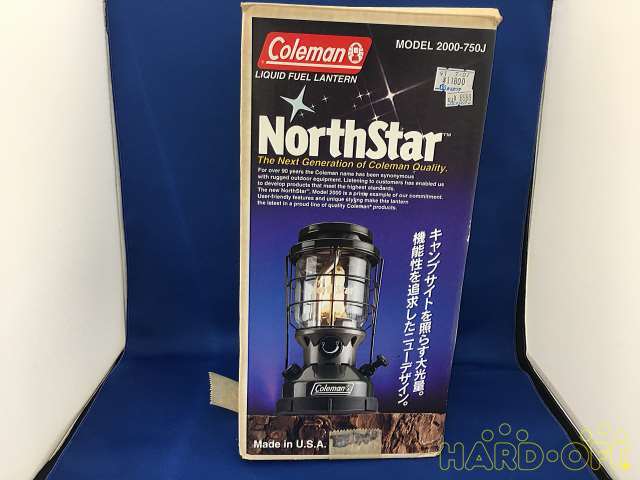 Coleman
MODEL 2000-750J
LIQUID FUEL LANTERN
¥11800
NorthStar™
The Next Generation of Coleman Quality.
For over 90 years the Coleman name has been synonymous
with rugged outdoor equipment. Listening to customers has enabled us
to develop products that meet the highest standards.
The new NorthStar™, Model 2000 is a prime example of our commitment.
User-friendly features and unique styling make this lantern
the latest in a proud line of quality Coleman® products.
キャンプサイトを照らす大光量。
機能性を追求したニューデザイン。
Coleman
Made in U.S.A.
HARD-OFF